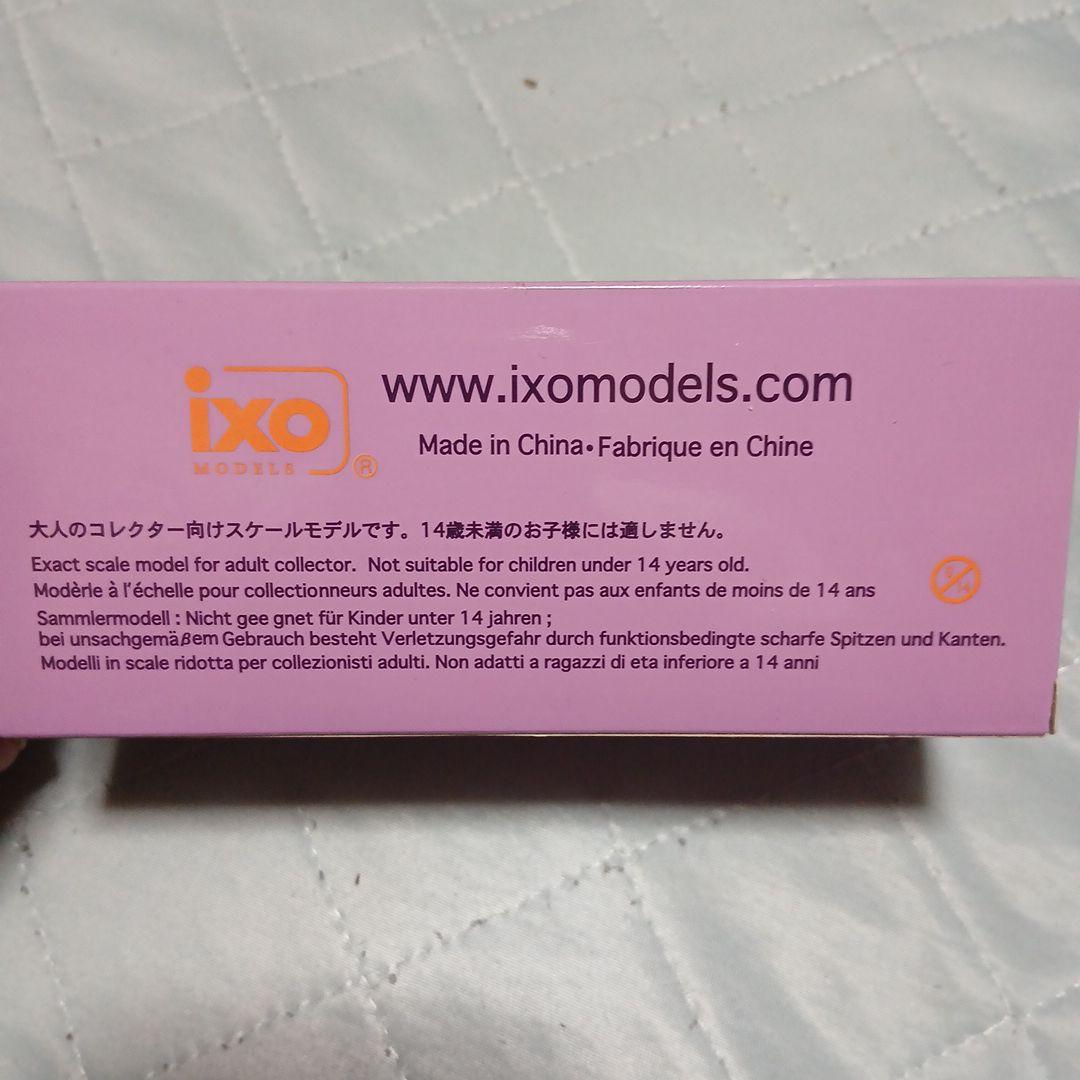 ixo
MODELS ®
www.ixomodels.com
Made in China•Fabrique en Chine
大人のコレクター向けスケールモデルです。14歳未満のお子様には適しません。
Exact scale model for adult collector. Not suitable for children under 14 years old.
Modèrle à l'échelle pour collectionneurs adultes. Ne convient pas aux enfants de moins de 14 ans
Sammlermodell : Nicht gee gnet für Kinder unter 14 jahren ;
bei unsachgemäßem Gebrauch besteht Verletzungsgefahr durch funktionsbedingte scharfe Spitzen und Kanten.
Modelli in scale ridotta per collezionisti adulti. Non adatti a ragazzi di eta inferiore a 14 anni
14